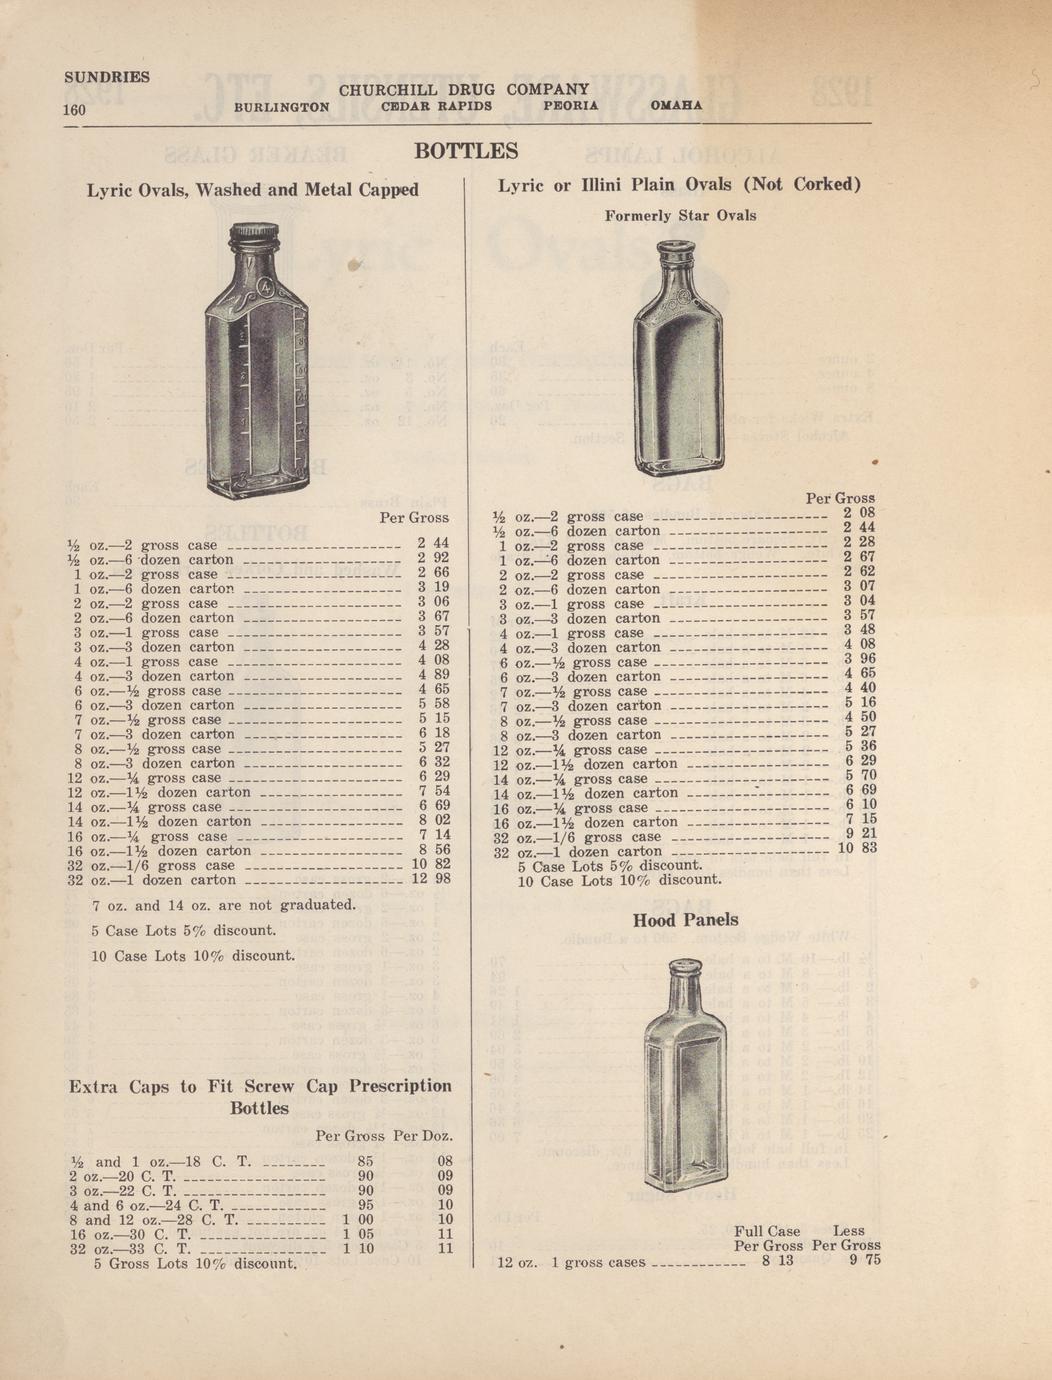 SUNDRIES
CHURCHILL DRUG COMPANY
160 BURLINGTON CEDAR RAPIDS PEORIA OMAHA
BOTTLES
Lyric Ovals, Washed and Metal Capped
4
Per Gross
½ oz.—2 gross case 2 44
½ oz.—6 dozen carton 2 92
1 oz.—2 gross case 2 66
1 oz.—6 dozen carton 3 19
2 oz.—2 gross case 3 06
2 oz.—6 dozen carton 3 67
3 oz.—1 gross case 3 57
3 oz.—3 dozen carton 4 28
4 oz.—1 gross case 4 08
4 oz.—3 dozen carton 4 89
6 oz.—½ gross case 4 65
6 oz.—3 dozen carton 5 58
7 oz.—½ gross case 5 15
7 oz.—3 dozen carton 6 18
8 oz.—½ gross case 5 27
8 oz.—3 dozen carton 6 32
12 oz.—¼ gross case 6 29
12 oz.—1½ dozen carton 7 54
14 oz.—¼ gross case 6 69
14 oz.—1½ dozen carton 8 02
16 oz.—¼ gross case 7 14
16 oz.—1½ dozen carton 8 56
32 oz.—1/6 gross case 10 82
32 oz.—1 dozen carton 12 98
7 oz. and 14 oz. are not graduated.
5 Case Lots 5% discount.
10 Case Lots 10% discount.
Extra Caps to Fit Screw Cap Prescription
Bottles
Per Gross Per Doz.
½ and 1 oz.—18 C. T. 85 08
2 oz.—20 C. T. 90 09
3 oz.—22 C. T. 90 09
4 and 6 oz.—24 C. T. 95 10
8 and 12 oz.—28 C. T. 1 00 10
16 oz.—30 C. T. 1 05 11
32 oz.—33 C. T. 1 10 11
5 Gross Lots 10% discount.
Lyric or Illini Plain Ovals (Not Corked)
Formerly Star Ovals
Per Gross
½ oz.—2 gross case 2 08
½ oz.—6 dozen carton 2 44
1 oz.—2 gross case 2 28
1 oz.—6 dozen carton 2 67
2 oz.—2 gross case 2 62
2 oz.—6 dozen carton 3 07
3 oz.—1 gross case 3 04
3 oz.—3 dozen carton 3 57
4 oz.—1 gross case 3 48
4 oz.—3 dozen carton 4 08
6 oz.—½ gross case 3 96
6 oz.—3 dozen carton 4 65
7 oz.—½ gross case 4 40
7 oz.—3 dozen carton 5 16
8 oz.—½ gross case 4 50
8 oz.—3 dozen carton 5 27
12 oz.—¼ gross case 5 36
12 oz.—1½ dozen carton 6 29
14 oz.—¼ gross case 5 70
14 oz.—1½ dozen carton 6 69
16 oz.—¼ gross case 6 10
16 oz.—1½ dozen carton 7 15
32 oz.—1/6 gross case 9 21
32 oz.—1 dozen carton 10 83
5 Case Lots 5% discount.
10 Case Lots 10% discount.
Hood Panels
Full Case Less
Per Gross Per Gross
12 oz. 1 gross cases 8 13 9 75